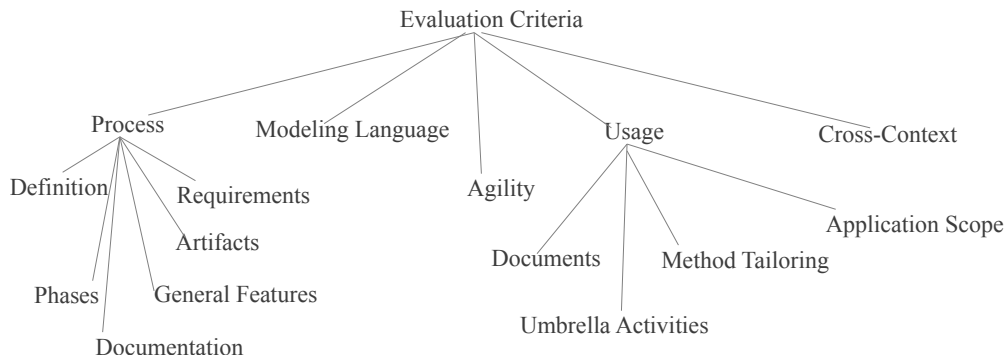 Evaluation Criteria
Process
Modeling Language
Usage
Cross-Context
Definition
Requirements
Agility
Artifacts
Application Scope
Documents
Method Tailoring
Phases
General Features
Umbrella Activities
Documentation